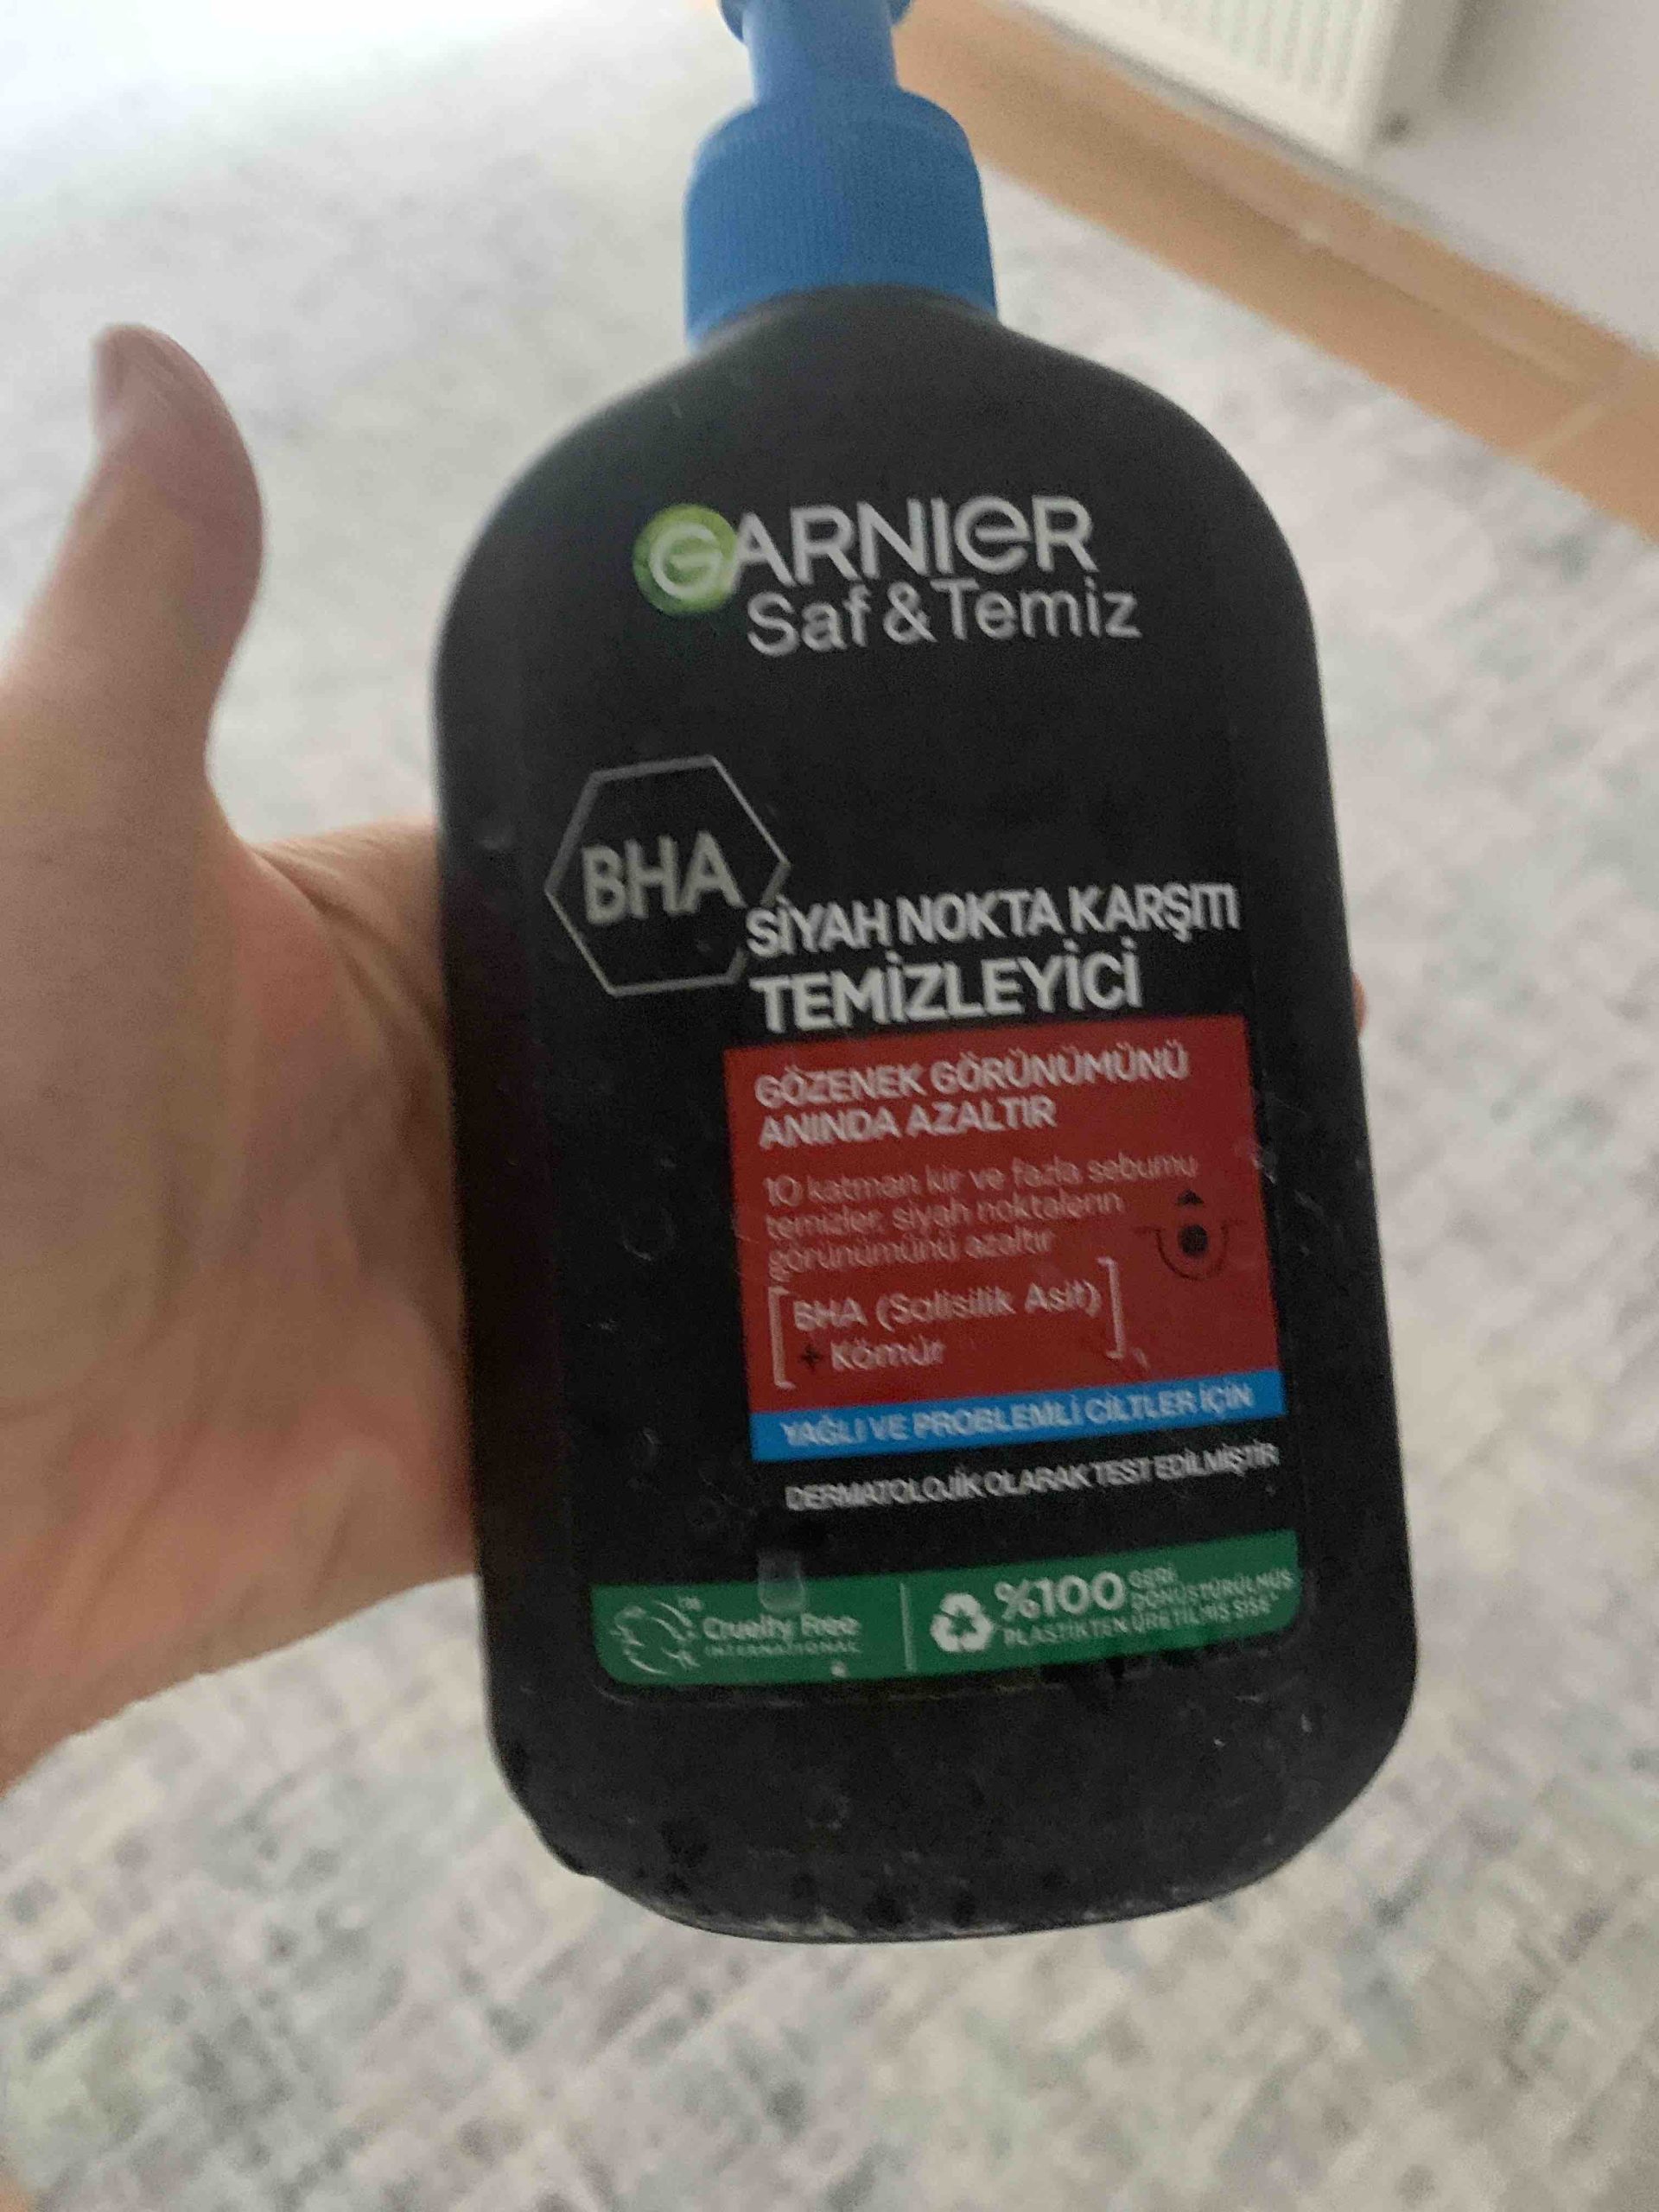 GARNIER
Saf & Temiz
BHA
SİYAH NOKTA KARŞITI
TEMİZLEYİCİ
GÖZENEK GÖRÜNÜMÜNÜ
ANINDA AZALTIR
10 katman kir ve fazla sebumu
temizler, siyah noktaların
görünümünü azaltır
[BHA (Salisilik Asit)
+ Kömür]
YAĞLI VE PROBLEMLİ CİLTLER İÇİN
DERMATOLOJİK OLARAK TEST EDİLMİŞTİR
Cruelty Free
INTERNATIONAL
%100 GERİ
DÖNÜŞTÜRÜLMÜŞ
PLASTİKTEN ÜRETİLMİŞ ŞİŞE